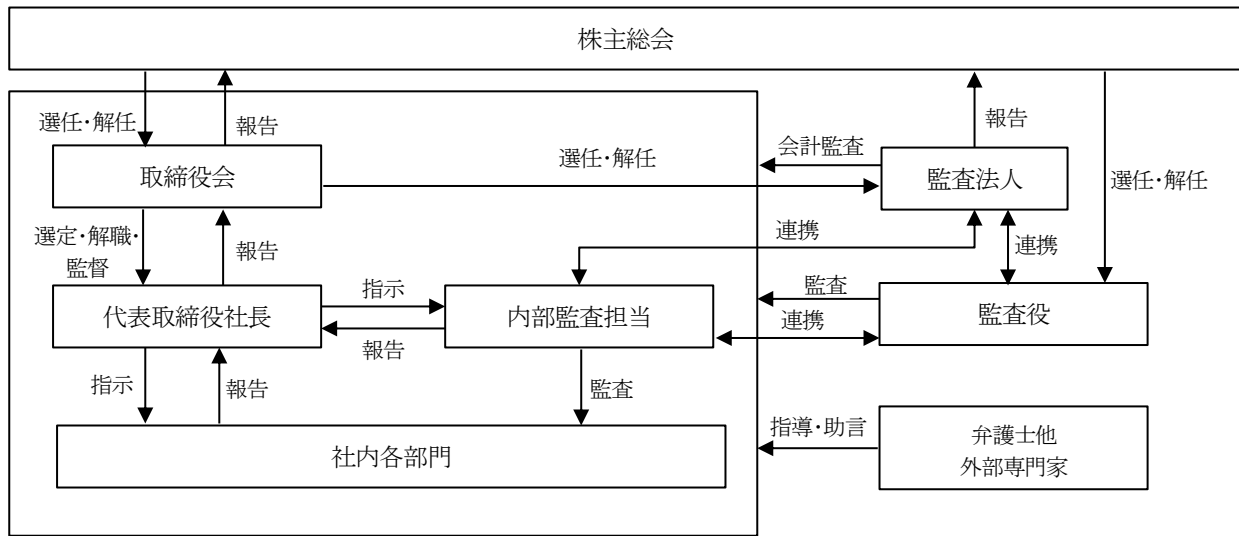 株主総会
選任・解任
報告
報告
会計監査
取締役会
選任・解任
監査法人
選任・解任
選定・解職・
監督
報告
連携
連携
代表取締役社長
指示
報告
内部監査担当
監査
連携
監査役
指示
報告
監査
社内各部門
指導・助言
弁護士他
外部専門家